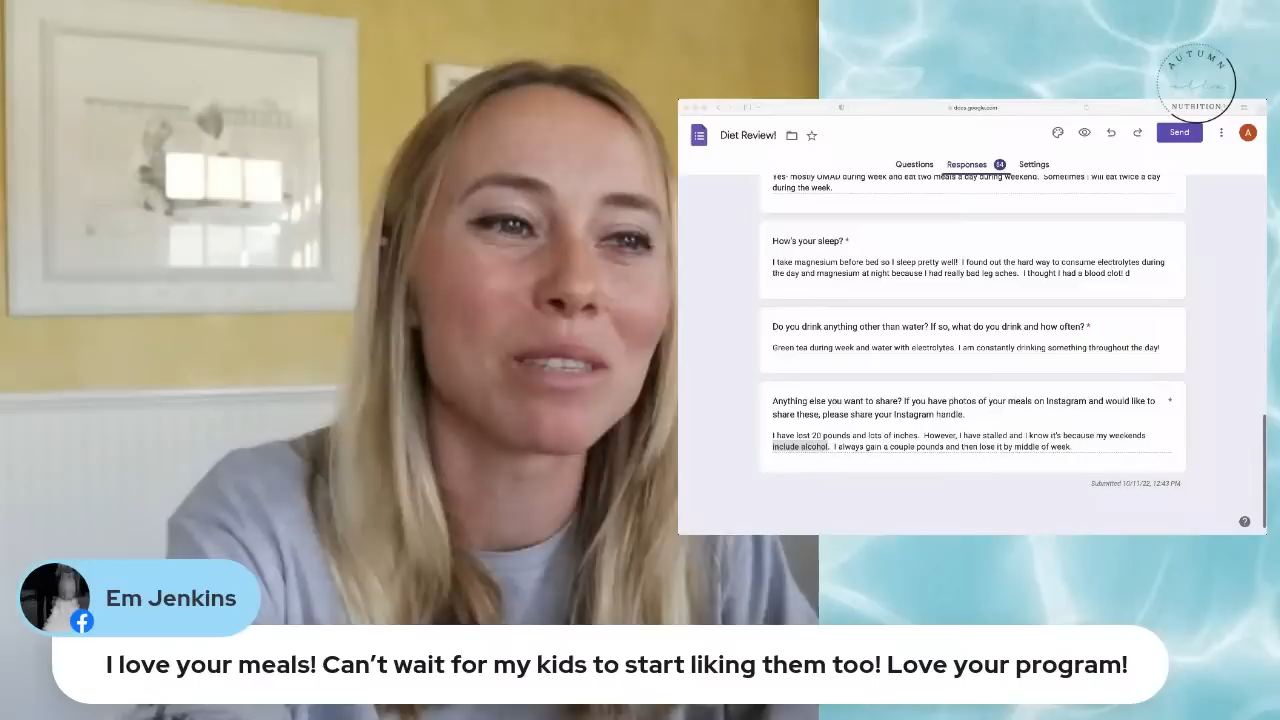 AUTUMN
NUTRITION
docs.google.com
Diet Review!
Send
A
Questions
Responses
Settings
Yes- mostly OMAD during week and eat two meals a day during weekend. Sometimes I will eat twice a day
during the week.
How's your sleep? *
I take magnesium before bed so I sleep pretty well! I found out the hard way to consume electrolytes during
the day and magnesium at night because I had really bad leg aches. I thought I had a blood clot! d
Do you drink anything other than water? If so, what do you drink and how often? *
Green tea during week and water with electrolytes. I am constantly drinking something throughout the day!
Anything else you want to share? If you have photos of your meals on Instagram and would like to *
share these, please share your Instagram handle.
I have lost 20 pounds and lots of inches. However, I have stalled and I know it's because my weekends
include alcohol. I always gain a couple pounds and then lose it by middle of week.
Submitted 10/11/22, 12:43 PM
Em Jenkins
I love your meals! Can't wait for my kids to start liking them too! Love your program!